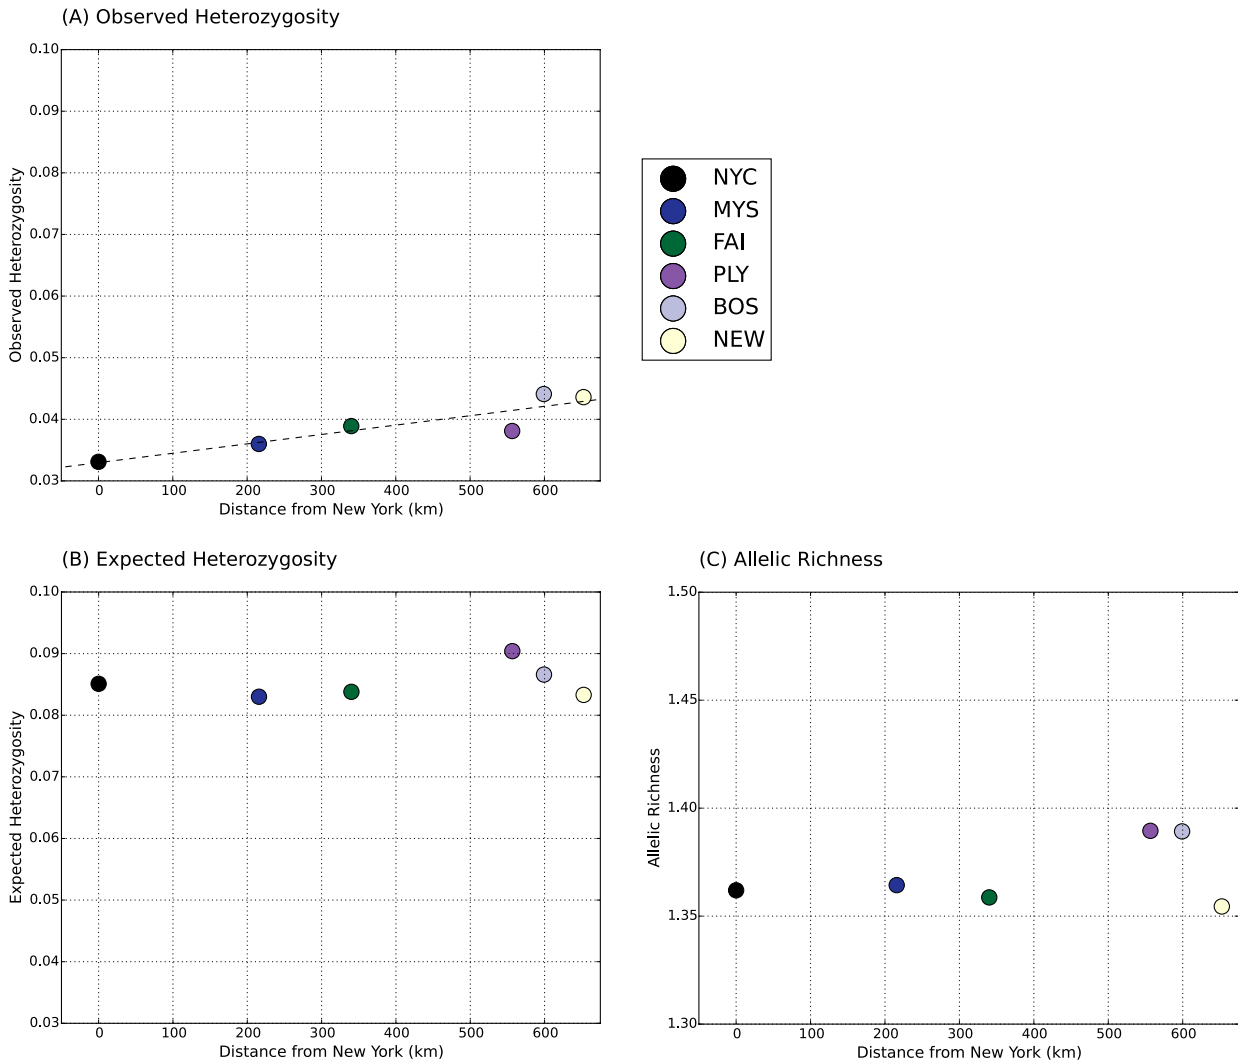 (A) Observed Heterozygosity
0.10
0.09
0.08
0.07
0.06
0.05
0.04
0.03
Observed Heterozygosity
0 100 200 300 400 500 600
Distance from New York (km)
NYC
MYS
FAI
PLY
BOS
NEW
(B) Expected Heterozygosity
0.10
0.09
0.08
0.07
0.06
0.05
0.04
0.03
Expected Heterozygosity
0 100 200 300 400 500 600
Distance from New York (km)
(C) Allelic Richness
1.50
1.45
1.40
1.35
1.30
Allelic Richness
0 100 200 300 400 500 600
Distance from New York (km)